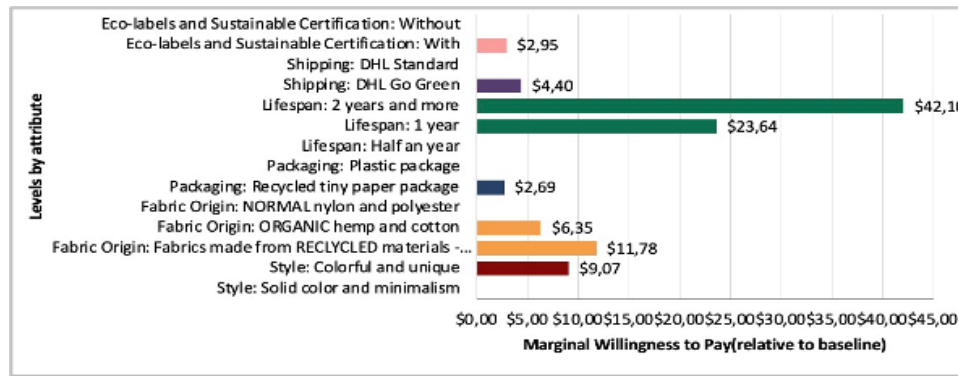 Eco-labels and Sustainable Certification: Without
Eco-labels and Sustainable Certification: With
$2,95
Shipping: DHL Standard
Shipping: DHL Go Green
$4,40
Lifespan: 2 years and more
$42,10
Lifespan: 1 year
$23,64
Lifespan: Half an year
Packaging: Plastic package
Packaging: Recycled tiny paper package
$2,69
Fabric Origin: NORMAL nylon and polyester
Fabric Origin: ORGANIC hemp and cotton
$6,35
Fabric Origin: Fabrics made from RECLYCLED materials -...
$11,78
Style: Colorful and unique
$9,07
Style: Solid color and minimalism
Levels by attribute
$0,00 $5,00 $10,00 $15,00 $20,00 $25,00 $30,00 $35,00 $40,00 $45,00
Marginal Willingness to Pay(relative to baseline)